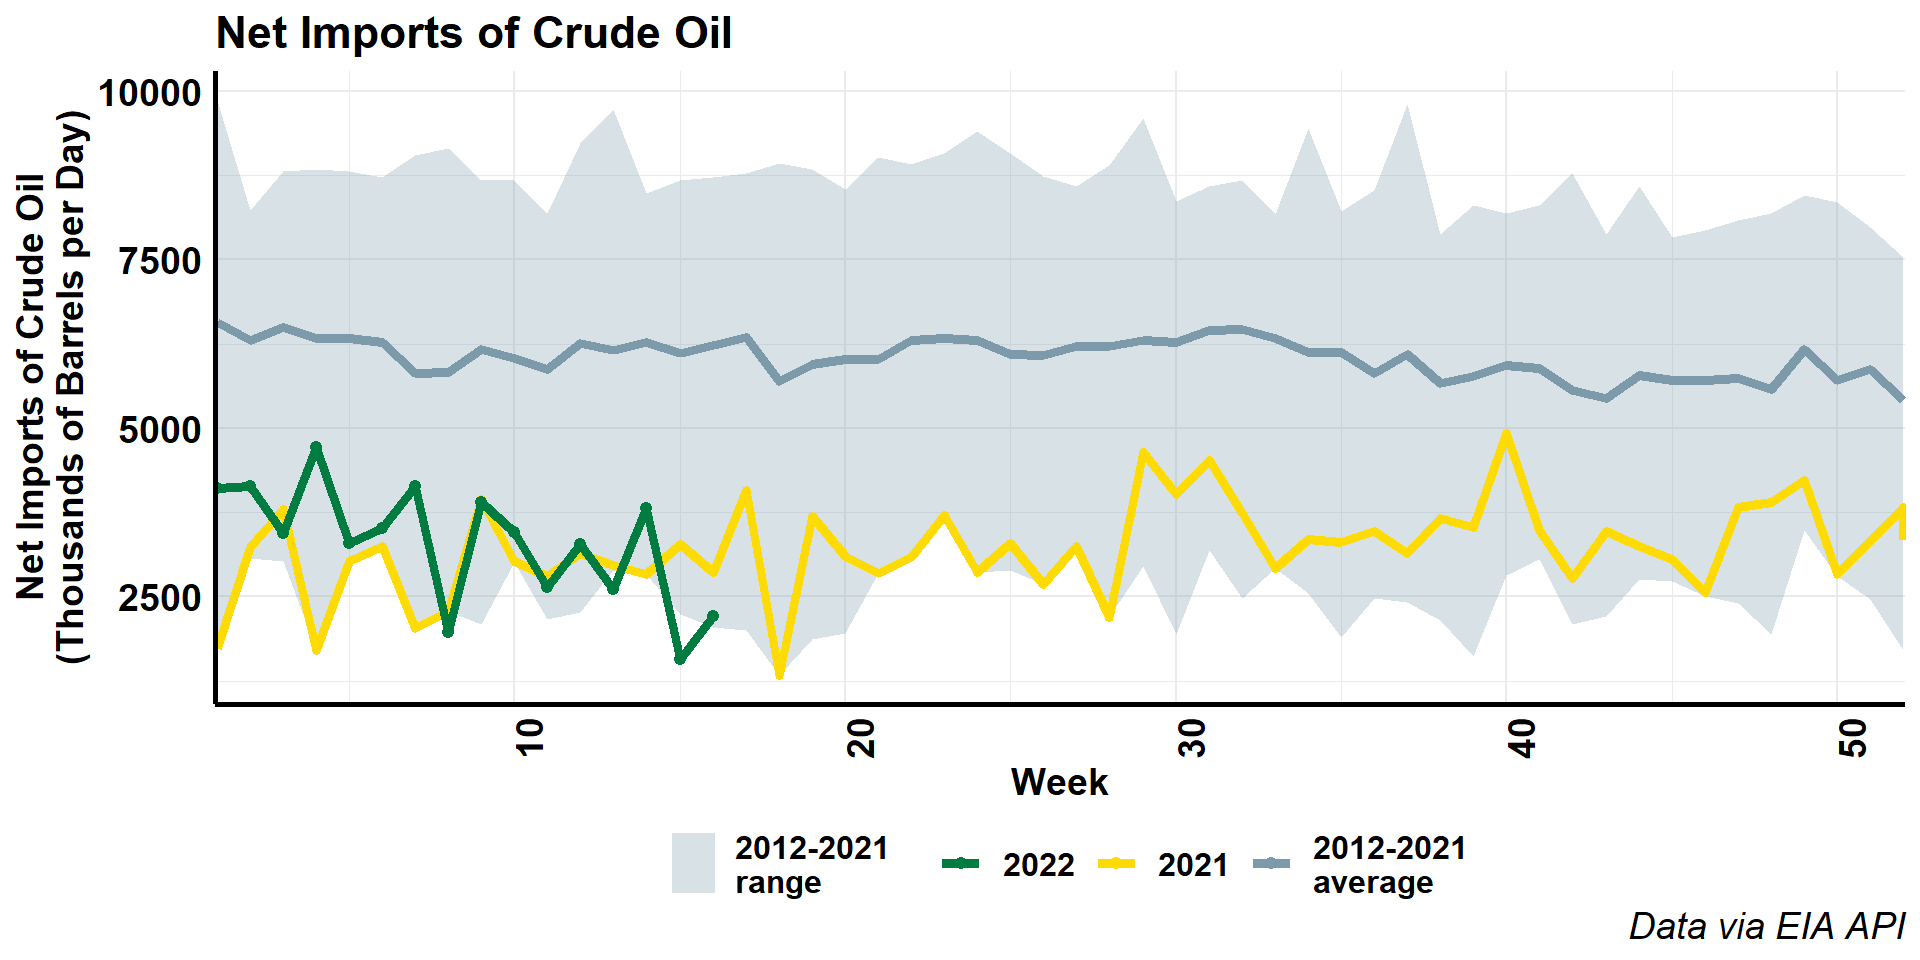 Net Imports of Crude Oil
Net Imports of Crude Oil
(Thousands of Barrels per Day)
10000
7500
5000
2500
10
20
30
40
50
Week
2012-2021
range
2022
2021
2012-2021
average
Data via EIA API